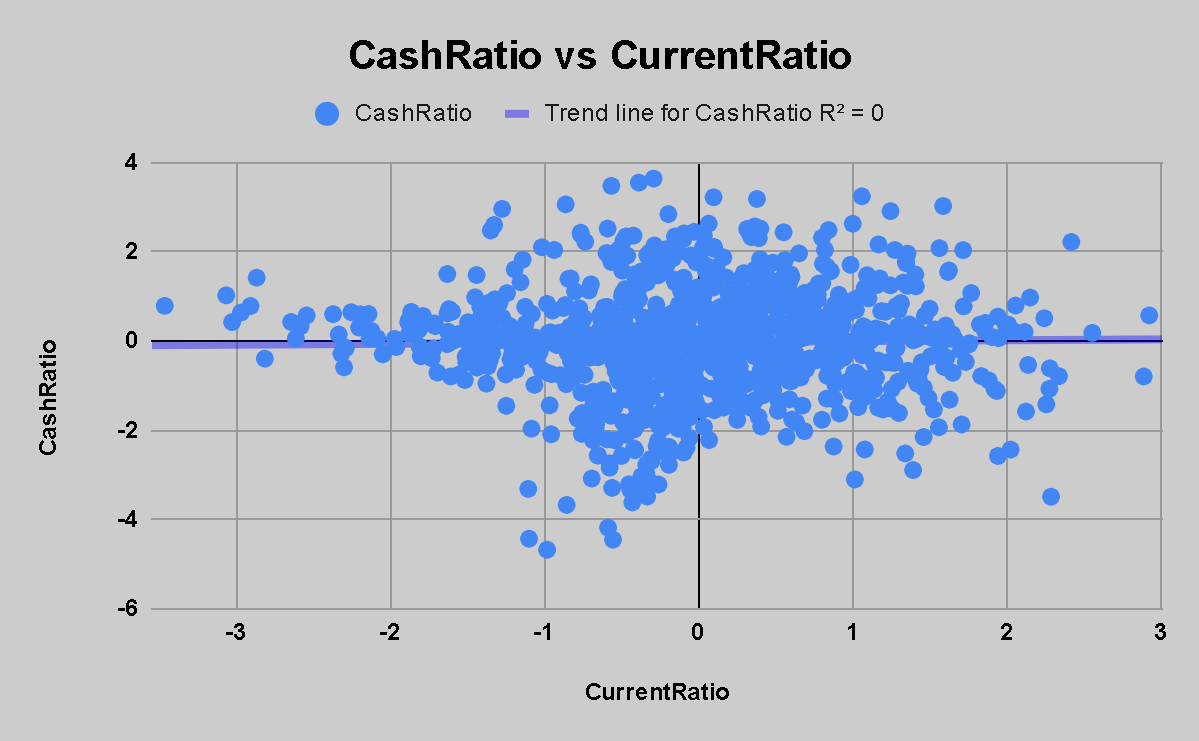 CashRatio vs CurrentRatio
CashRatio
Trend line for CashRatio R² = 0
4
2
0
-2
-4
-6
CashRatio
-3
-2
-1
0
1
2
3
CurrentRatio